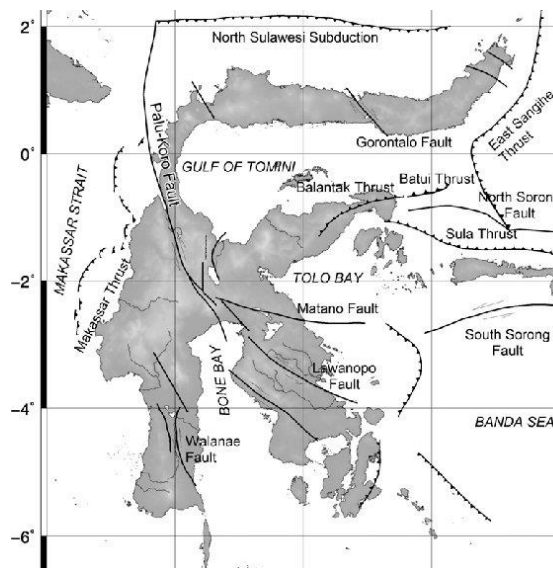 2°
North Sulawesi Subduction
Palu-Koro Fault
East Sangihe
Thrust
Gorontalo Fault
0°
GULF OF TOMINI
Batui Thrust
Balantak Thrust
North Soron
Fault
MAKASSAR STRAIT
Sula Thrust
−2°
TOLO BAY
Makassar Thrust
Matano Fault
South Sorong
Fault
BONE BAY
Lawanopo
Fault
−4°
BANDA SEA
Walanae
Fault
−6°